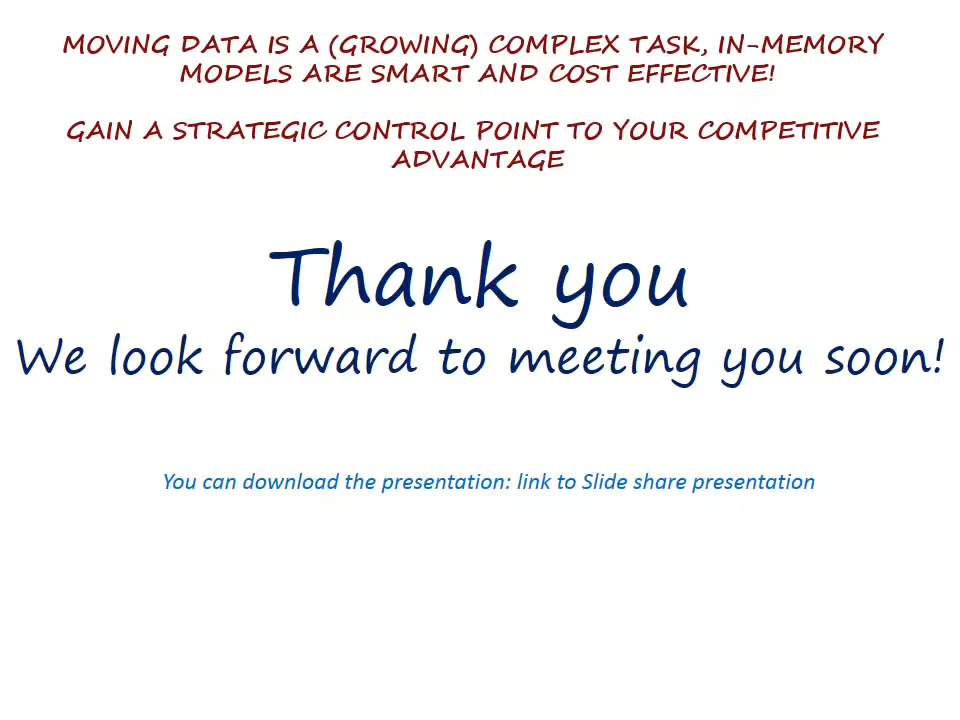 MOVING DATA IS A (GROWING) COMPLEX TASK, IN-MEMORY
MODELS ARE SMART AND COST EFFECTIVE!
GAIN A STRATEGIC CONTROL POINT TO YOUR COMPETITIVE
ADVANTAGE
Thank you
We look forward to meeting you soon!
You can download the presentation: link to Slide share presentation